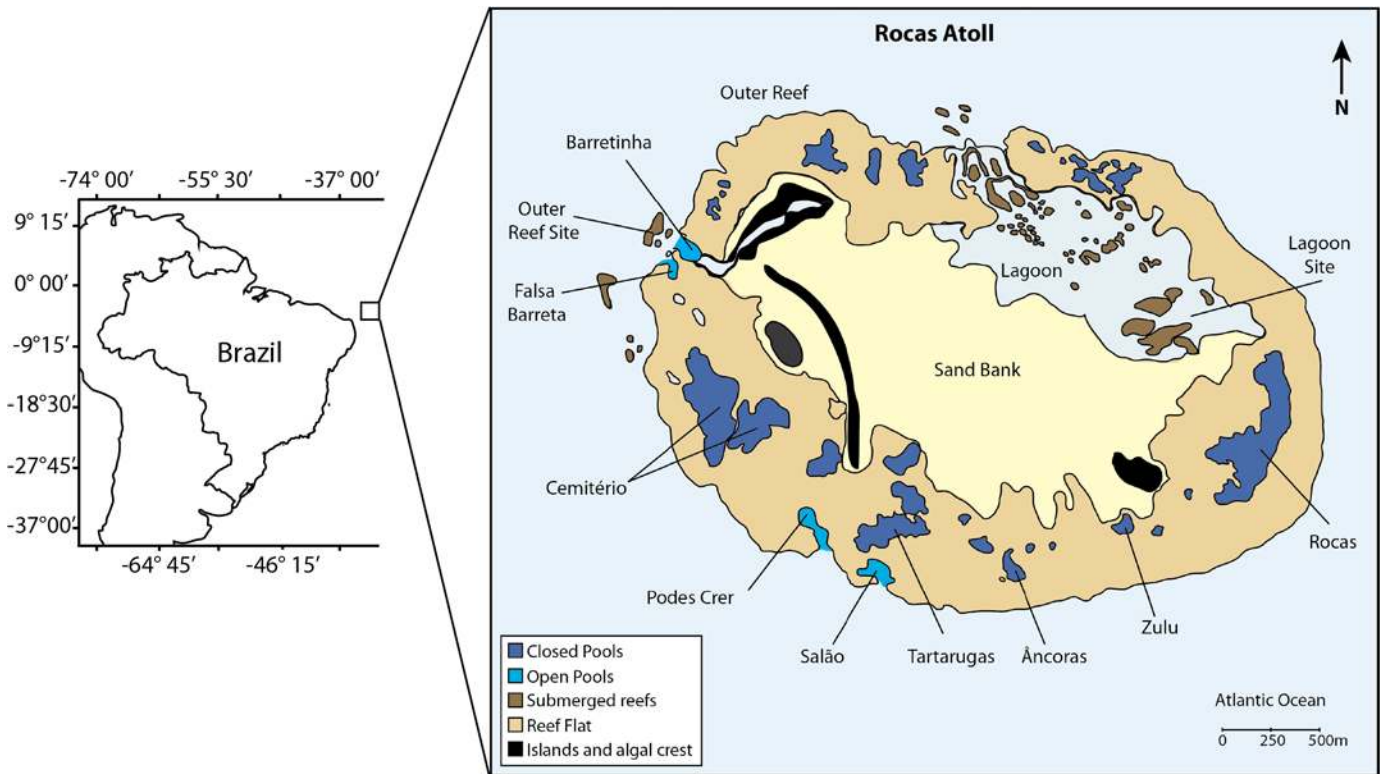 -74° 00′ -55° 30′ -37° 00′
9° 15′
0° 00′
-9°15′
-18°30′
-27°45′
-37°00′
-64° 45′ -46° 15′
Brazil
Rocas Atoll
N
Outer Reef
Barretinha
Outer
Reef Site
Falsa
Barreta
Lagoon
Lagoon
Site
Sand Bank
Cemitério
Rocas
Podes Crer
Salão
Tartarugas
Âncoras
Zulu
Closed Pools
Open Pools
Submerged reefs
Reef Flat
Islands and algal crest
Atlantic Ocean
0 250 500m